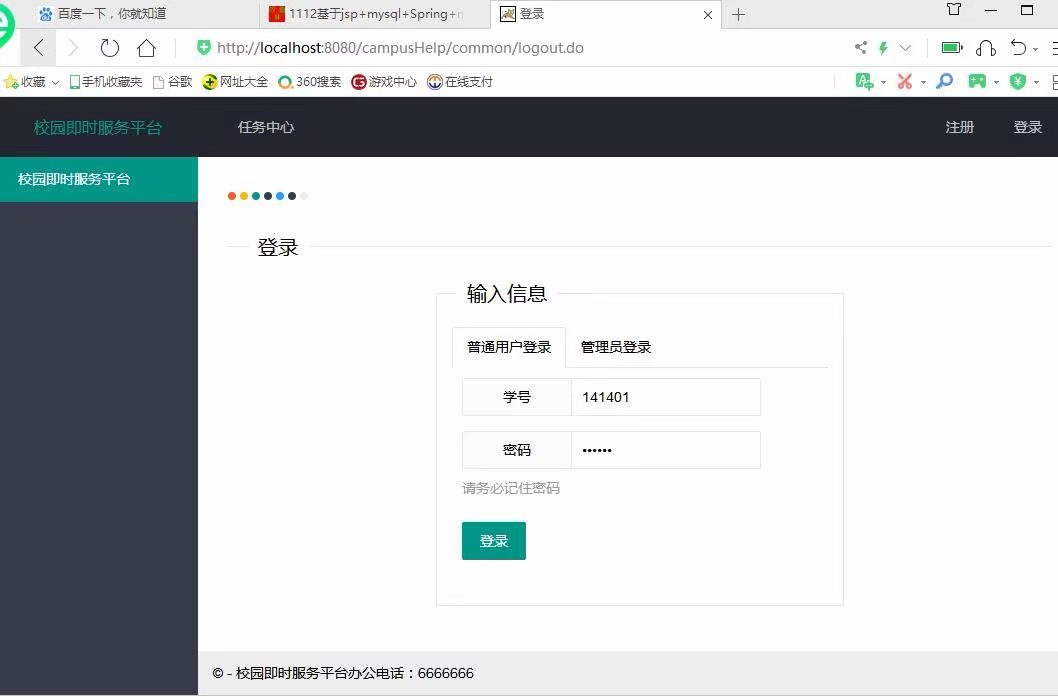 百度一下，你就知道 1112基于jsp+mysql+Spring+ 登录
http://localhost:8080/campusHelp/common/logout.do
收藏 手机收藏夹 谷歌 网址大全 360搜索 游戏中心 在线支付
校园即时服务平台 任务中心 注册 登录
校园即时服务平台
登录
输入信息
普通用户登录 管理员登录
学号 141401
密码 ••••••
请务必记住密码
登录
© - 校园即时服务平台办公电话：6666666